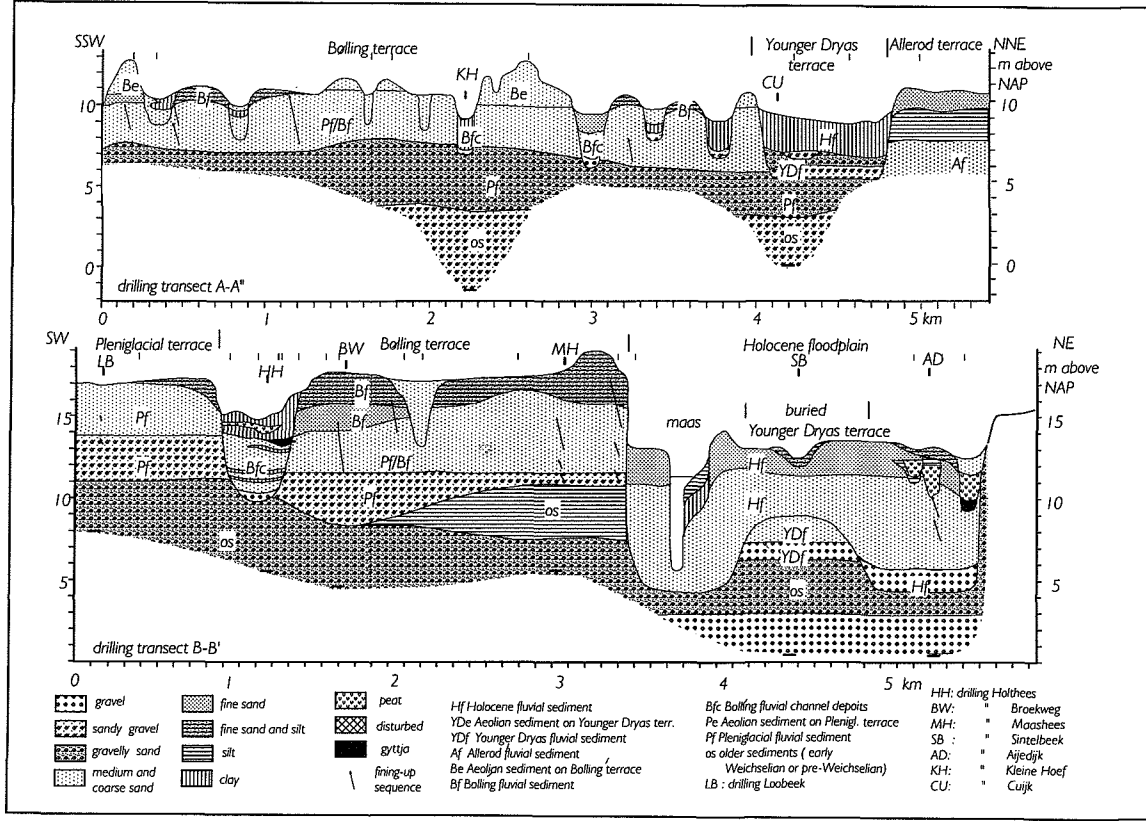 SSW Bølling terrace Younger Dryas terrace Allerod terrace NNE
m above NAP
KH
CU
Be
Bf
Pf/Bf
Be
Bf
Bfc
Bfc
Hf
YDf
Af
Pf
Pf
os
os
10
5
0
10
5
0
drilling transect A-A"
0 1 2 3 4 5 km
SW Pleniglacial terrace Bølling terrace Holocene floodplain NE
m above NAP
LB
HH
BW
MH
SB
AD
maas
buried
Younger Dryas terrace
Pf
Bf
Bf
Hf
Hf
Pf
Bfc
Pf/Bf
Pf
os
os
YDf
YDf
Hf
os
15
10
5
15
10
5
drilling transect B-B'
0 1 2 3 4 5 km
gravel
sandy gravel
gravelly sand
medium and
coarse sand
fine sand
fine sand and silt
silt
clay
peat
disturbed
gyttja
fining-up
sequence
Hf Holocene fluvial sediment
YDe Aeolian sediment on Younger Dryas terr.
YDf Younger Dryas fluvial sediment
Af Allerod fluvial sediment
Be Aeolian sediment on Bolling terrace
Bf Bolling fluvial sediment
Bfc Bolling fluvial channel depoits
Pe Aeolian sediment on Plenigl. terrace
Pf Pleniglacial fluvial sediment
os older sediments ( early
Weichselian or pre-Weichselian)
LB : drilling Loobeek
HH: drilling Holthees
BW: " Broekweg
MH: " Maashees
SB : " Sintelbeek
AD: " Aijedijk
KH: " Kleine Hoef
CU: " Cuijk